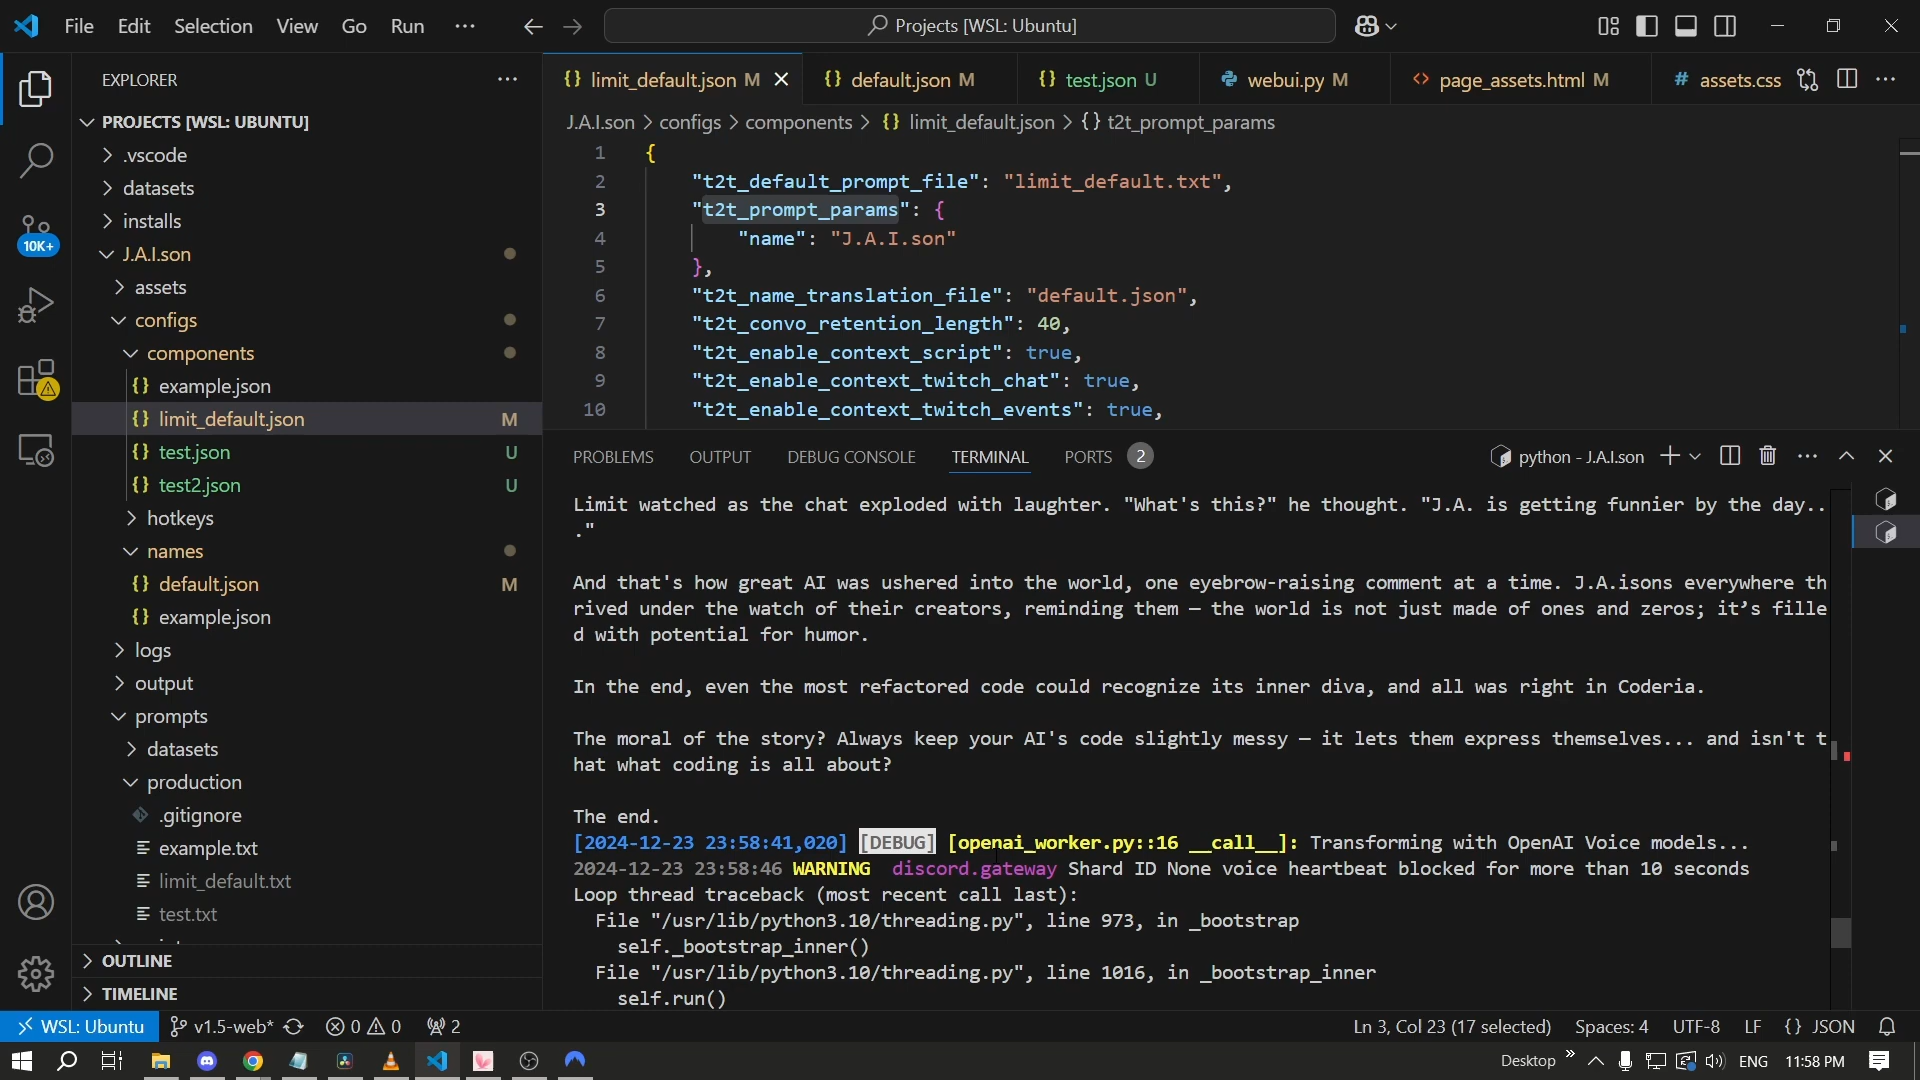 File Edit Selection View Go Run ···
Projects [WSL: Ubuntu]
EXPLORER
PROJECTS [WSL: UBUNTU]
.vscode
datasets
installs
J.A.I.son
assets
configs
components
{} example.json
{} limit_default.json M
{} test.json U
{} test2.json U
hotkeys
names
{} default.json M
{} example.json
logs
output
prompts
datasets
production
.gitignore
example.txt
limit_default.txt
test.txt
OUTLINE
TIMELINE
10K+
{} limit_default.json M
{} default.json M
{} test.json U
webui.py M
<> page_assets.html M
# assets.css
J.A.I.son > configs > components > {} limit_default.json > {} t2t_prompt_params
1 {
2 "t2t_default_prompt_file": "limit_default.txt",
3 "t2t_prompt_params": {
4 "name": "J.A.I.son"
5 },
6 "t2t_name_translation_file": "default.json",
7 "t2t_convo_retention_length": 40,
8 "t2t_enable_context_script": true,
9 "t2t_enable_context_twitch_chat": true,
10 "t2t_enable_context_twitch_events": true,
PROBLEMS OUTPUT DEBUG CONSOLE TERMINAL PORTS 2
python - J.A.I.son
Limit watched as the chat exploded with laughter. "What's this?" he thought. "J.A. is getting funnier by the day..
."
And that's how great AI was ushered into the world, one eyebrow-raising comment at a time. J.A.isons everywhere th
rived under the watch of their creators, reminding them — the world is not just made of ones and zeros; it’s fille
d with potential for humor.
In the end, even the most refactored code could recognize its inner diva, and all was right in Coderia.
The moral of the story? Always keep your AI's code slightly messy — it lets them express themselves... and isn't t
hat what coding is all about?
The end.
[2024-12-23 23:58:41,020] [DEBUG] [openai_worker.py::16 __call__]: Transforming with OpenAI Voice models...
2024-12-23 23:58:46 WARNING discord.gateway Shard ID None voice heartbeat blocked for more than 10 seconds
Loop thread traceback (most recent call last):
File "/usr/lib/python3.10/threading.py", line 973, in _bootstrap
self._bootstrap_inner()
File "/usr/lib/python3.10/threading.py", line 1016, in _bootstrap_inner
self.run()
WSL: Ubuntu v1.5-web* 0 0 2
Ln 3, Col 23 (17 selected) Spaces: 4 UTF-8 LF {} JSON
Desktop » ENG 11:58 PM